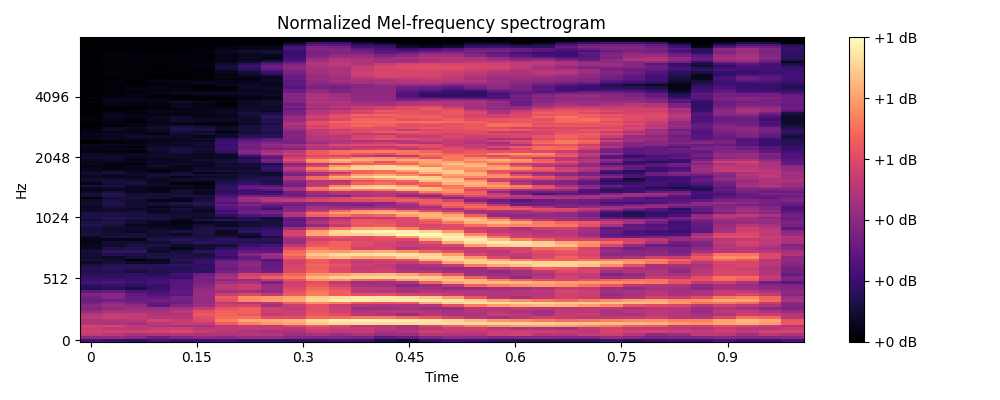 Normalized Mel-frequency spectrogram
Hz
4096
2048
1024
512
0
0 0.15 0.3 0.45 0.6 0.75 0.9
Time
+1 dB
+1 dB
+1 dB
+0 dB
+0 dB
+0 dB